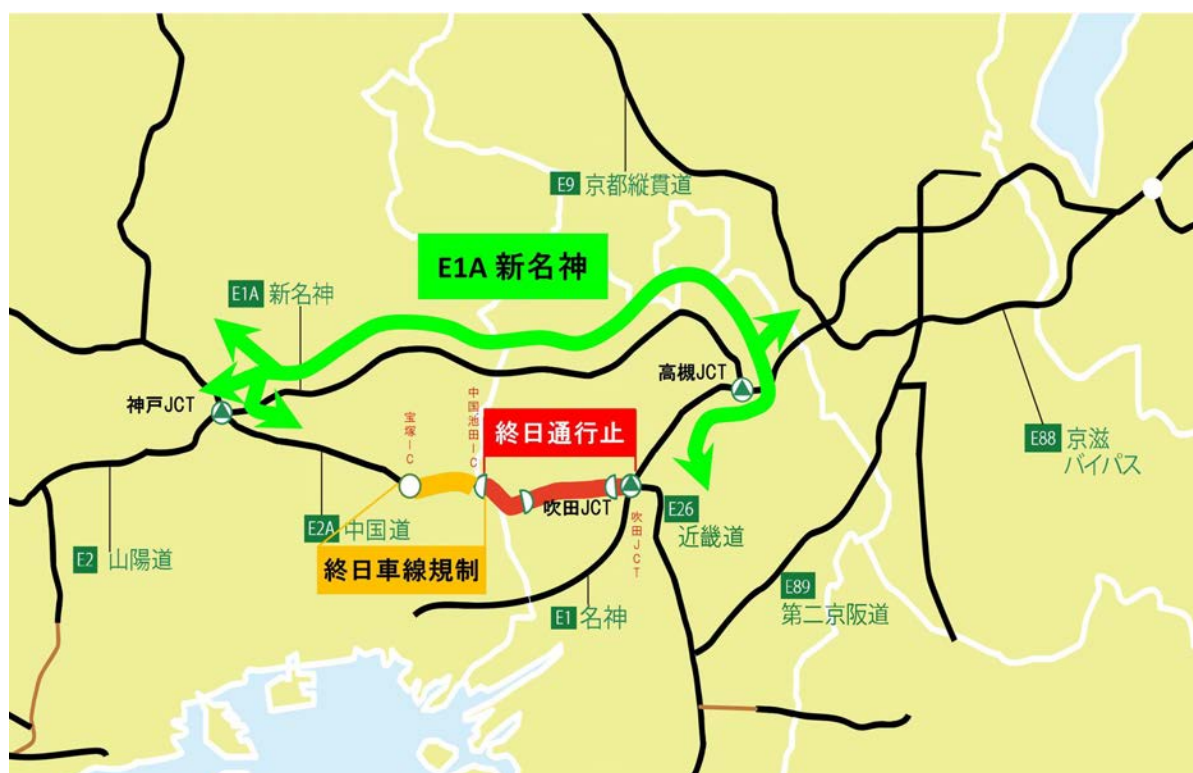 E9 京都縦貫道
E1A 新名神
E1A 新名神
神戸JCT
高槻JCT
宝塚IC
中国池田IC
終日通行止
E88 京滋
バイパス
吹田JCT
吹田JCT
E26
近畿道
E2A 中国道
E2 山陽道
終日車線規制
E1 名神
E89
第二京阪道